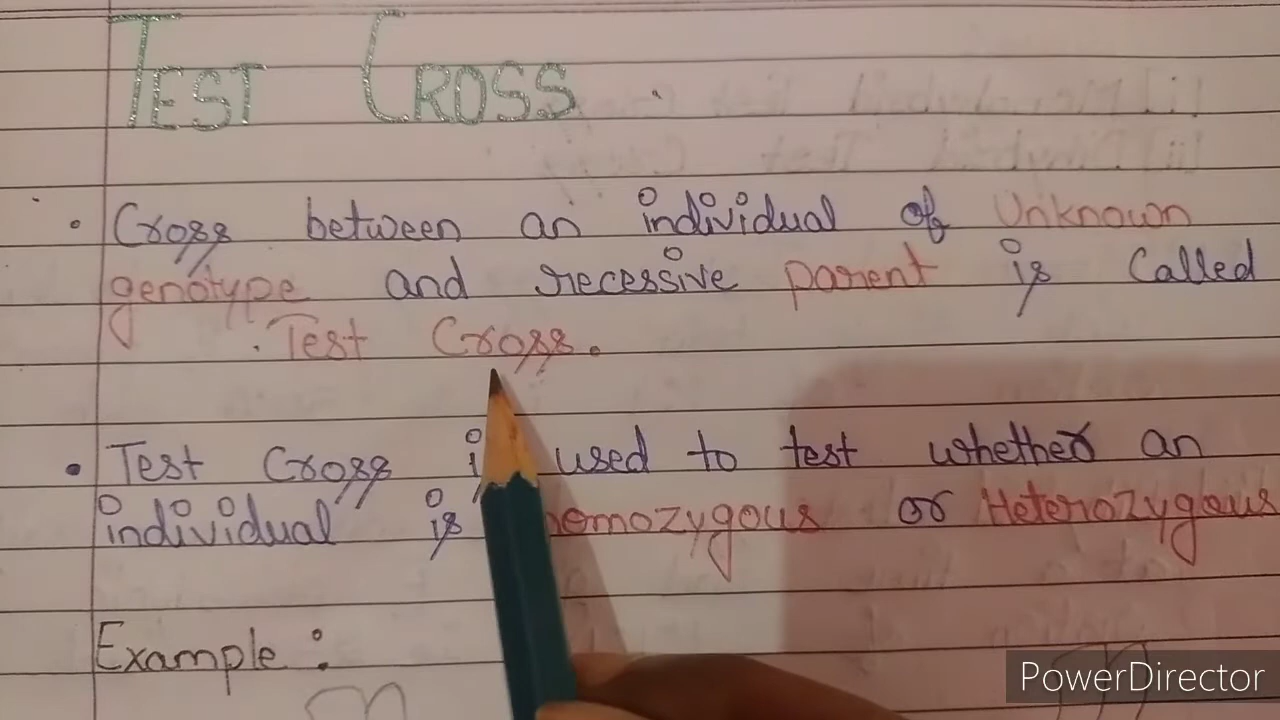 TEST CROSS
• Cross between an individual of Unknown
genotype and recessive parent is Called
Test Cross.
• Test Cross used to test whether an
individual is homozygous or Heterozygous
Example :
PowerDirector